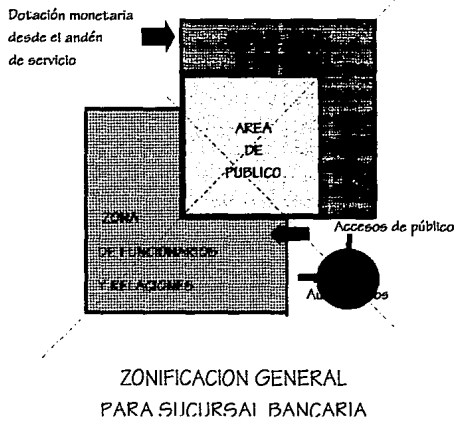 Dotación monetaria
desde el andén
de servicio
AREA
DE
PUBLICO
ZONA
DE FUNCIONARIOS
Y RELACIONES
Accesos de público
ZONIFICACION GENERAL
PARA SUCURSAL BANCARIA